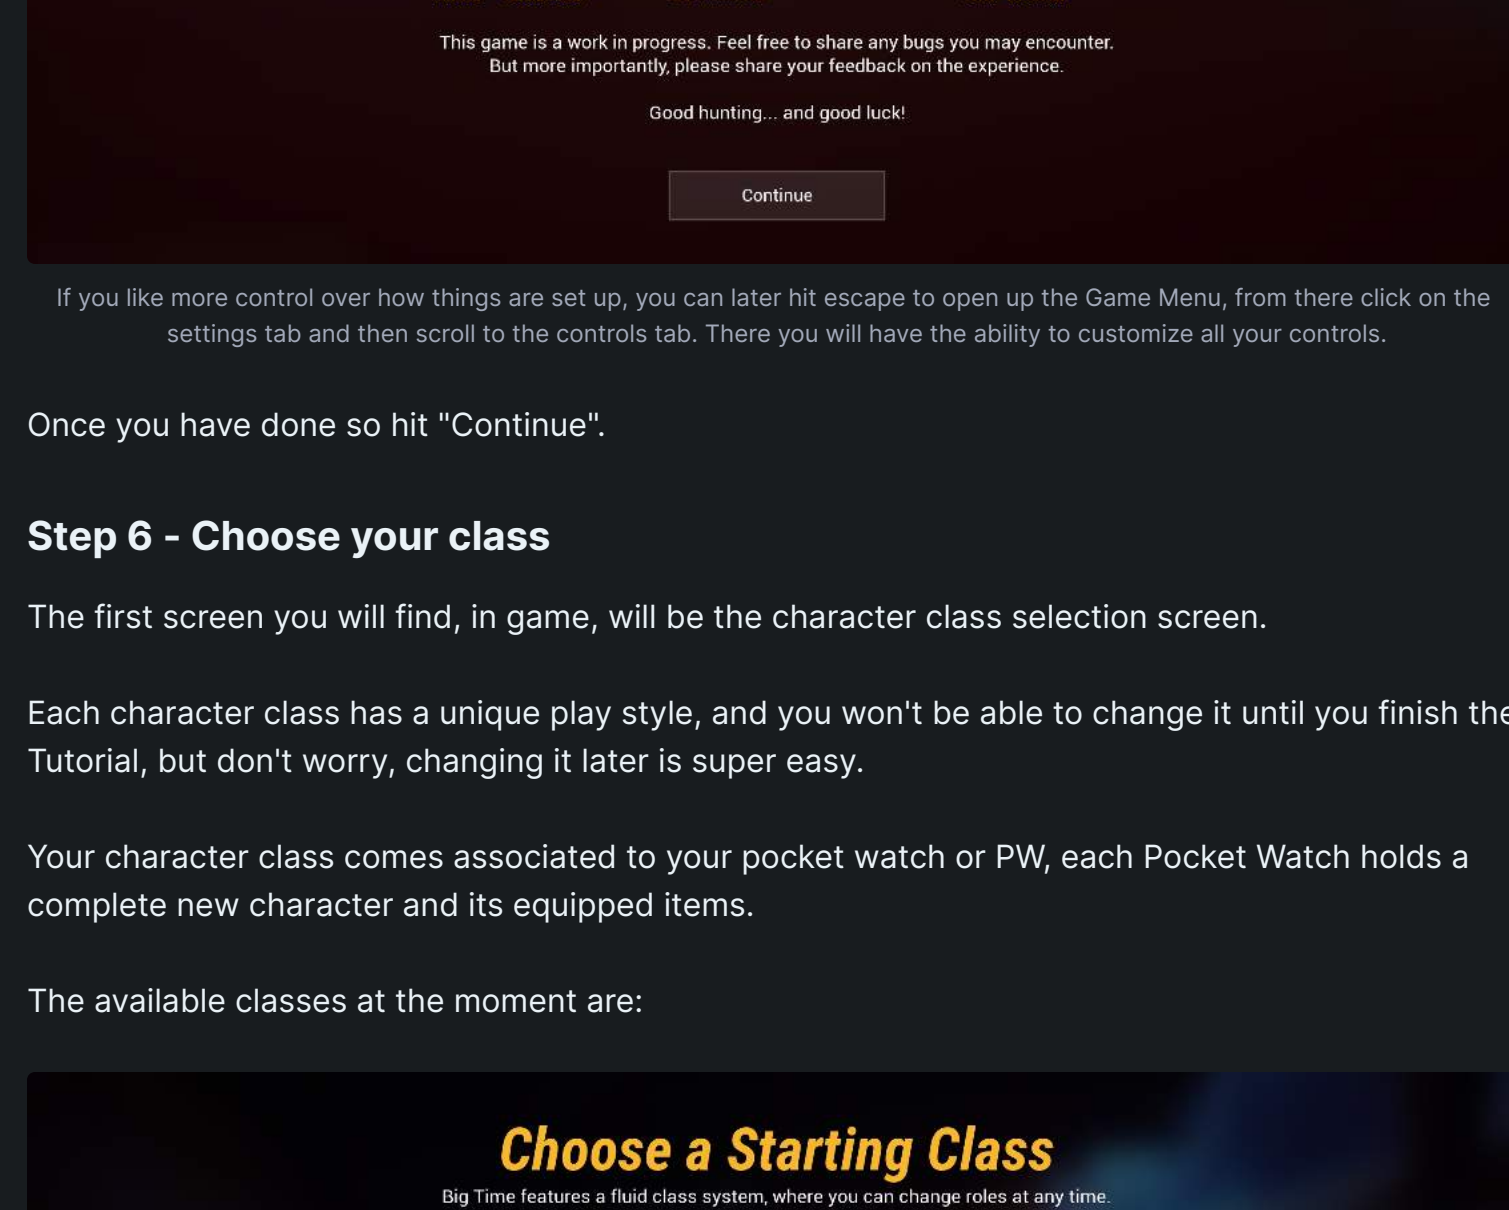 This game is a work in progress. Feel free to share any bugs you may encounter.
But more importantly, please share your feedback on the experience.
Good hunting... and good luck!
Continue
If you like more control over how things are set up, you can later hit escape to open up the Game Menu, from there click on the
settings tab and then scroll to the controls tab. There you will have the ability to customize all your controls.
Once you have done so hit "Continue".
Step 6 - Choose your class
The first screen you will find, in game, will be the character class selection screen.
Each character class has a unique play style, and you won't be able to change it until you finish the
Tutorial, but don't worry, changing it later is super easy.
Your character class comes associated to your pocket watch or PW, each Pocket Watch holds a
complete new character and its equipped items.
The available classes at the moment are:
Choose a Starting Class
Big Time features a fluid class system, where you can change roles at any time.